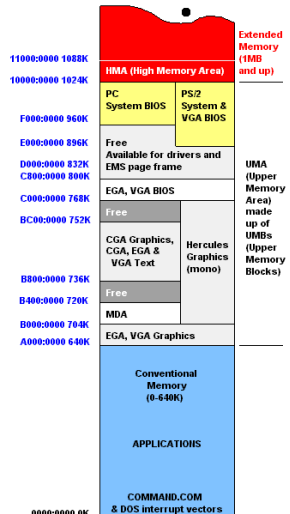 Extended
Memory
(1MB
and up)
11000:0000 1088K
HMA (High Memory Area)
10000:0000 1024K
PC
System BIOS
PS/2
System &
VGA BIOS
F000:0000 960K
E000:0000 896K
Free
Available for drivers and
EMS page frame
D000:0000 832K
C800:0000 800K
EGA, VGA BIOS
C000:0000 768K
Free
BC00:0000 752K
CGA Graphics,
CGA, EGA &
VGA Text
Hercules
Graphics
(mono)
B800:0000 736K
Free
B400:0000 720K
MDA
B000:0000 704K
EGA, VGA Graphics
A000:0000 640K
UMA
(Upper
Memory
Area)
made
up of
UMBs
(Upper
Memory
Blocks)
Conventional
Memory
(0-640K)
APPLICATIONS
COMMAND.COM
& DOS interrupt vectors
0000:0000 0K